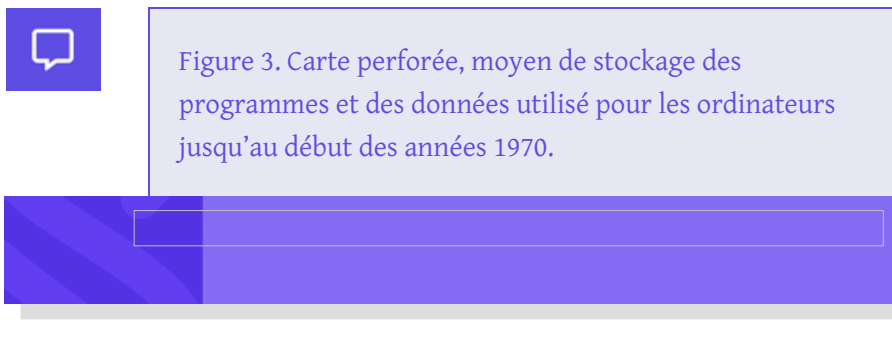 Figure 3. Carte perforée, moyen de stockage des
programmes et des données utilisé pour les ordinateurs
jusqu’au début des années 1970.